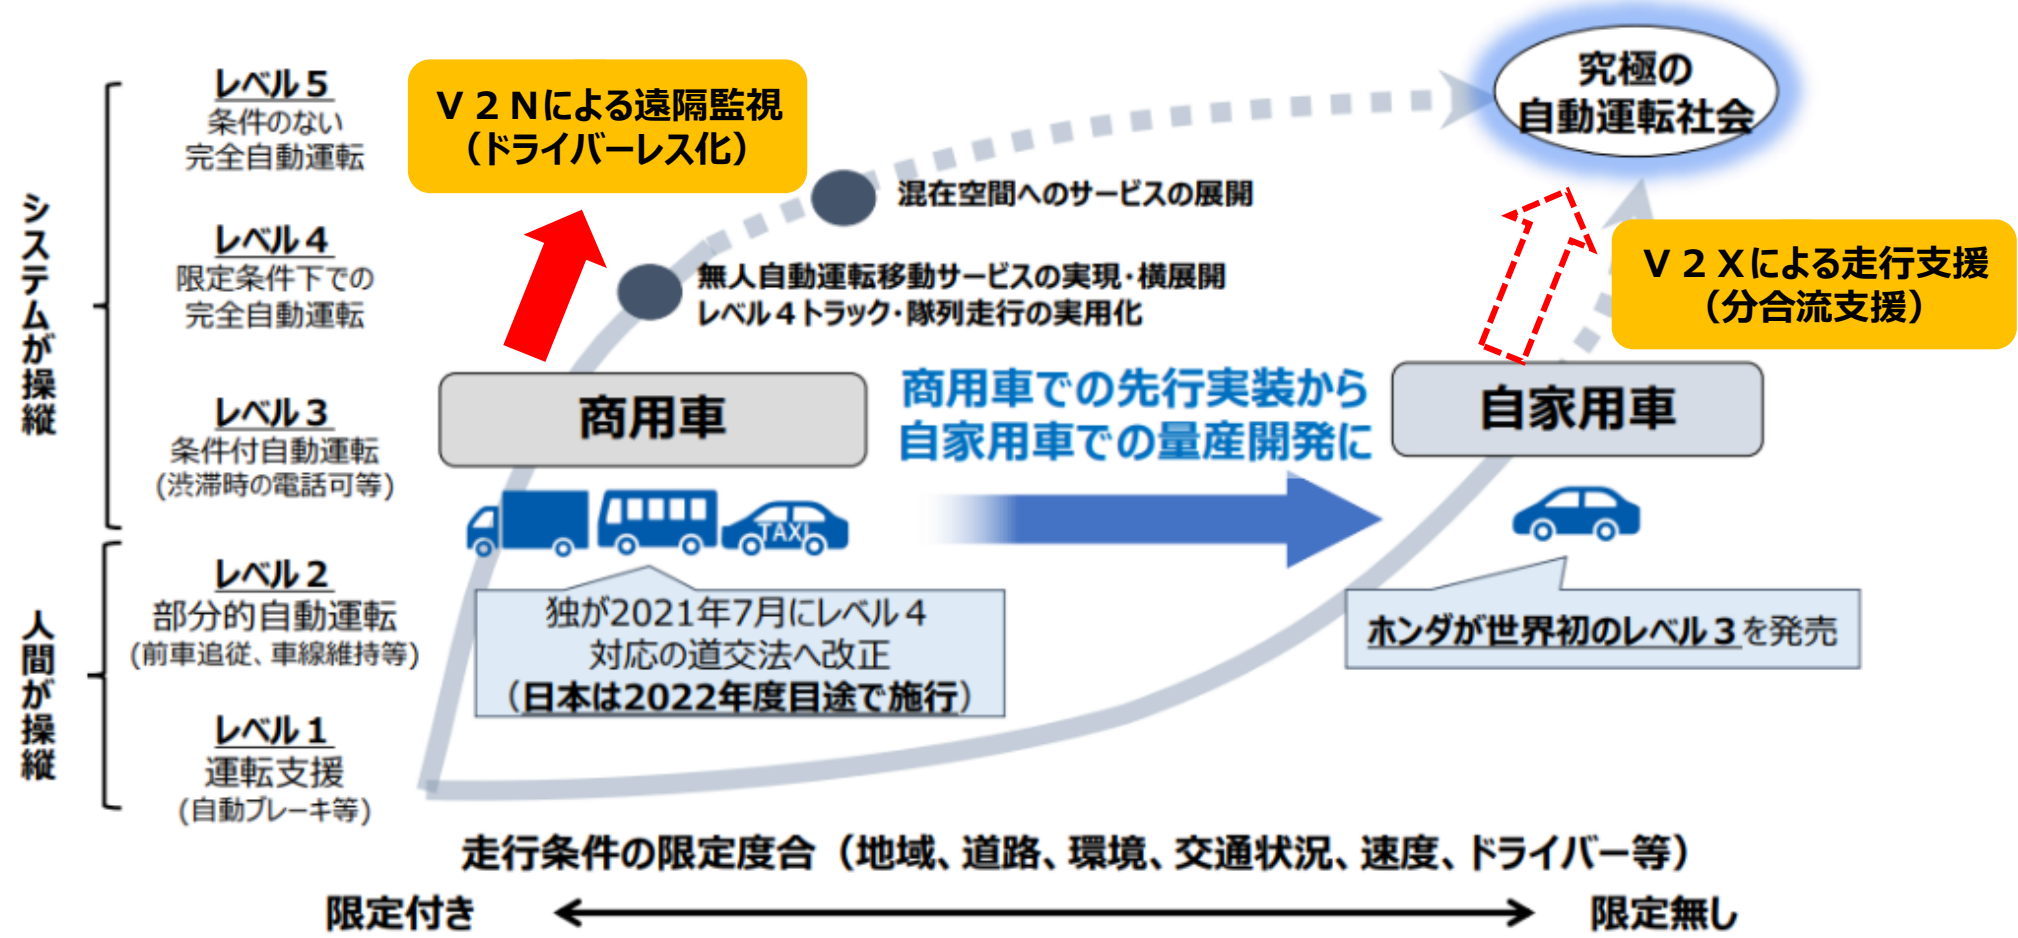 システムが操縦
人間が操縦
レベル５
条件のない
完全自動運転
レベル４
限定条件下での
完全自動運転
レベル３
条件付自動運転
(渋滞時の電話可等)
レベル２
部分的自動運転
(前車追従、車線維持等)
レベル１
運転支援
(自動ブレーキ等)
Ｖ２Ｎによる遠隔監視
（ドライバーレス化）
究極の
自動運転社会
混在空間へのサービスの展開
無人自動運転移動サービスの実現・横展開
レベル４トラック・隊列走行の実用化
Ｖ２Ｘによる走行支援
（分合流支援）
商用車
商用車での先行実装から
自家用車での量産開発に
自家用車
TAXI
独が2021年7月にレベル４
対応の道交法へ改正
（日本は2022年度目途で施行）
ホンダが世界初のレベル３を発売
走行条件の限定度合（地域、道路、環境、交通状況、速度、ドライバー等）
限定付き
限定無し